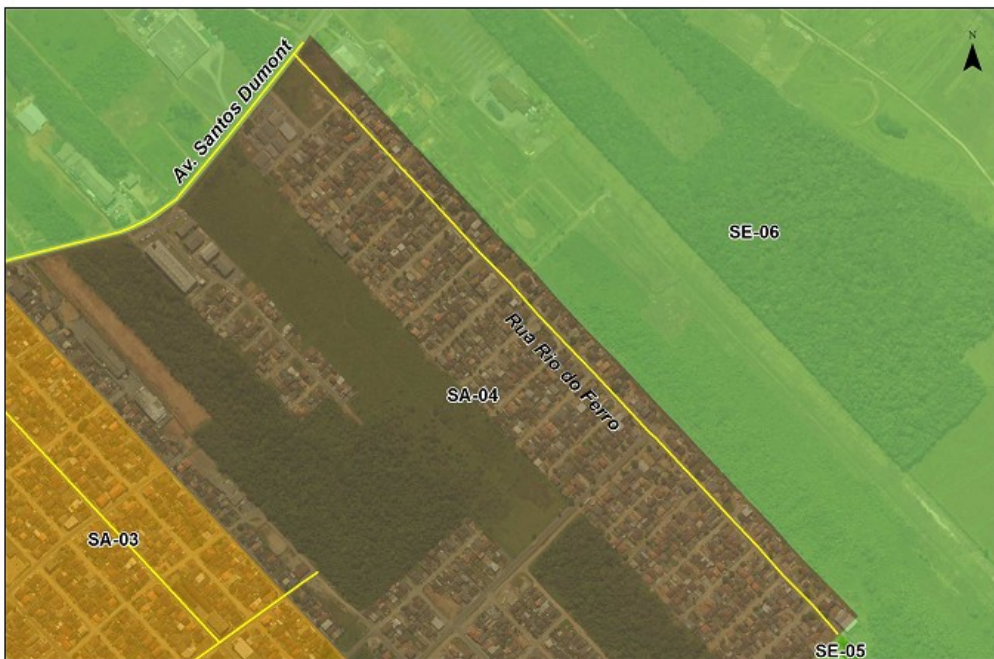 N
Av. Santos Dumont
SE-06
Rua Rio do Ferro
SA-04
SA-03
SE-05